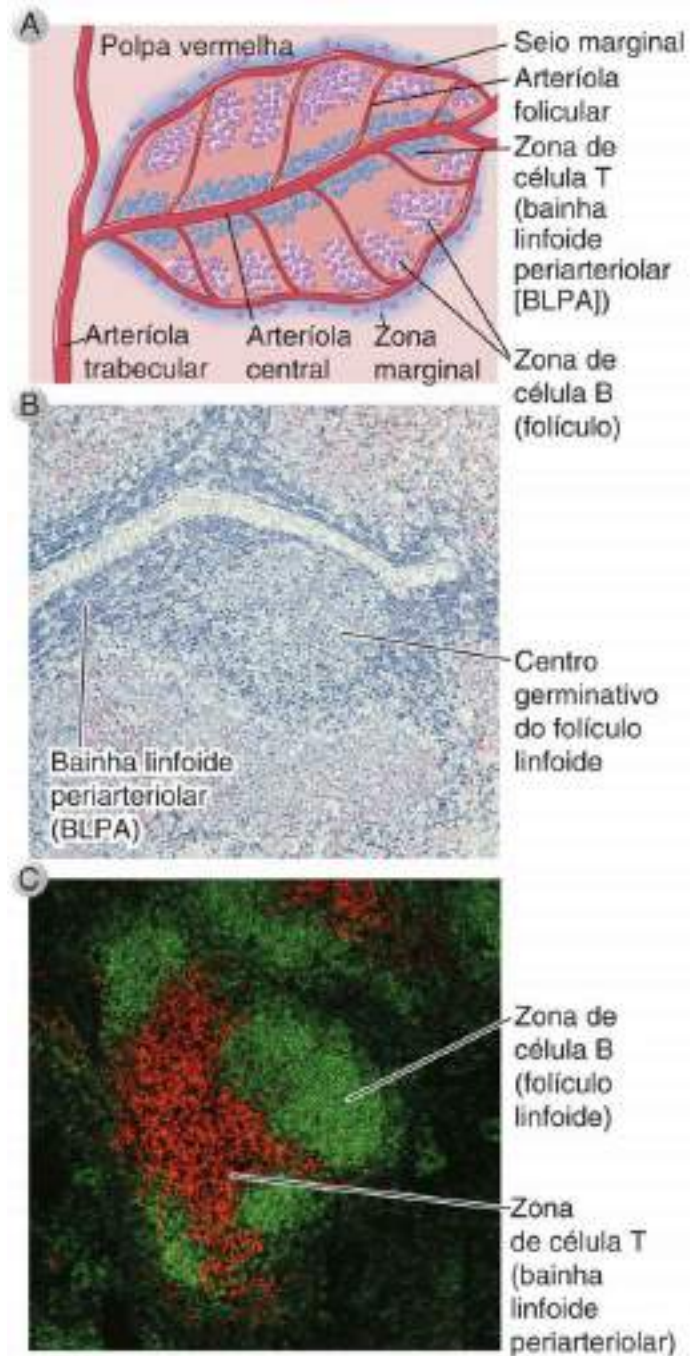 A
Polpa vermelha
Seio marginal
Arteríola
folicular
Zona de
célula T
(bainha
linfoide
periarteriolar
[BLPA])
Arteríola
trabecular
Arteríola
central
Zona
marginal
Zona de
célula B
(folículo)
B
Centro
germinativo
do folículo
linfoide
Bainha linfoide
periarteriolar
(BLPA)
C
Zona de
célula B
(folículo
linfoide)
Zona
de célula T
(bainha
linfoide
periarteriolar)